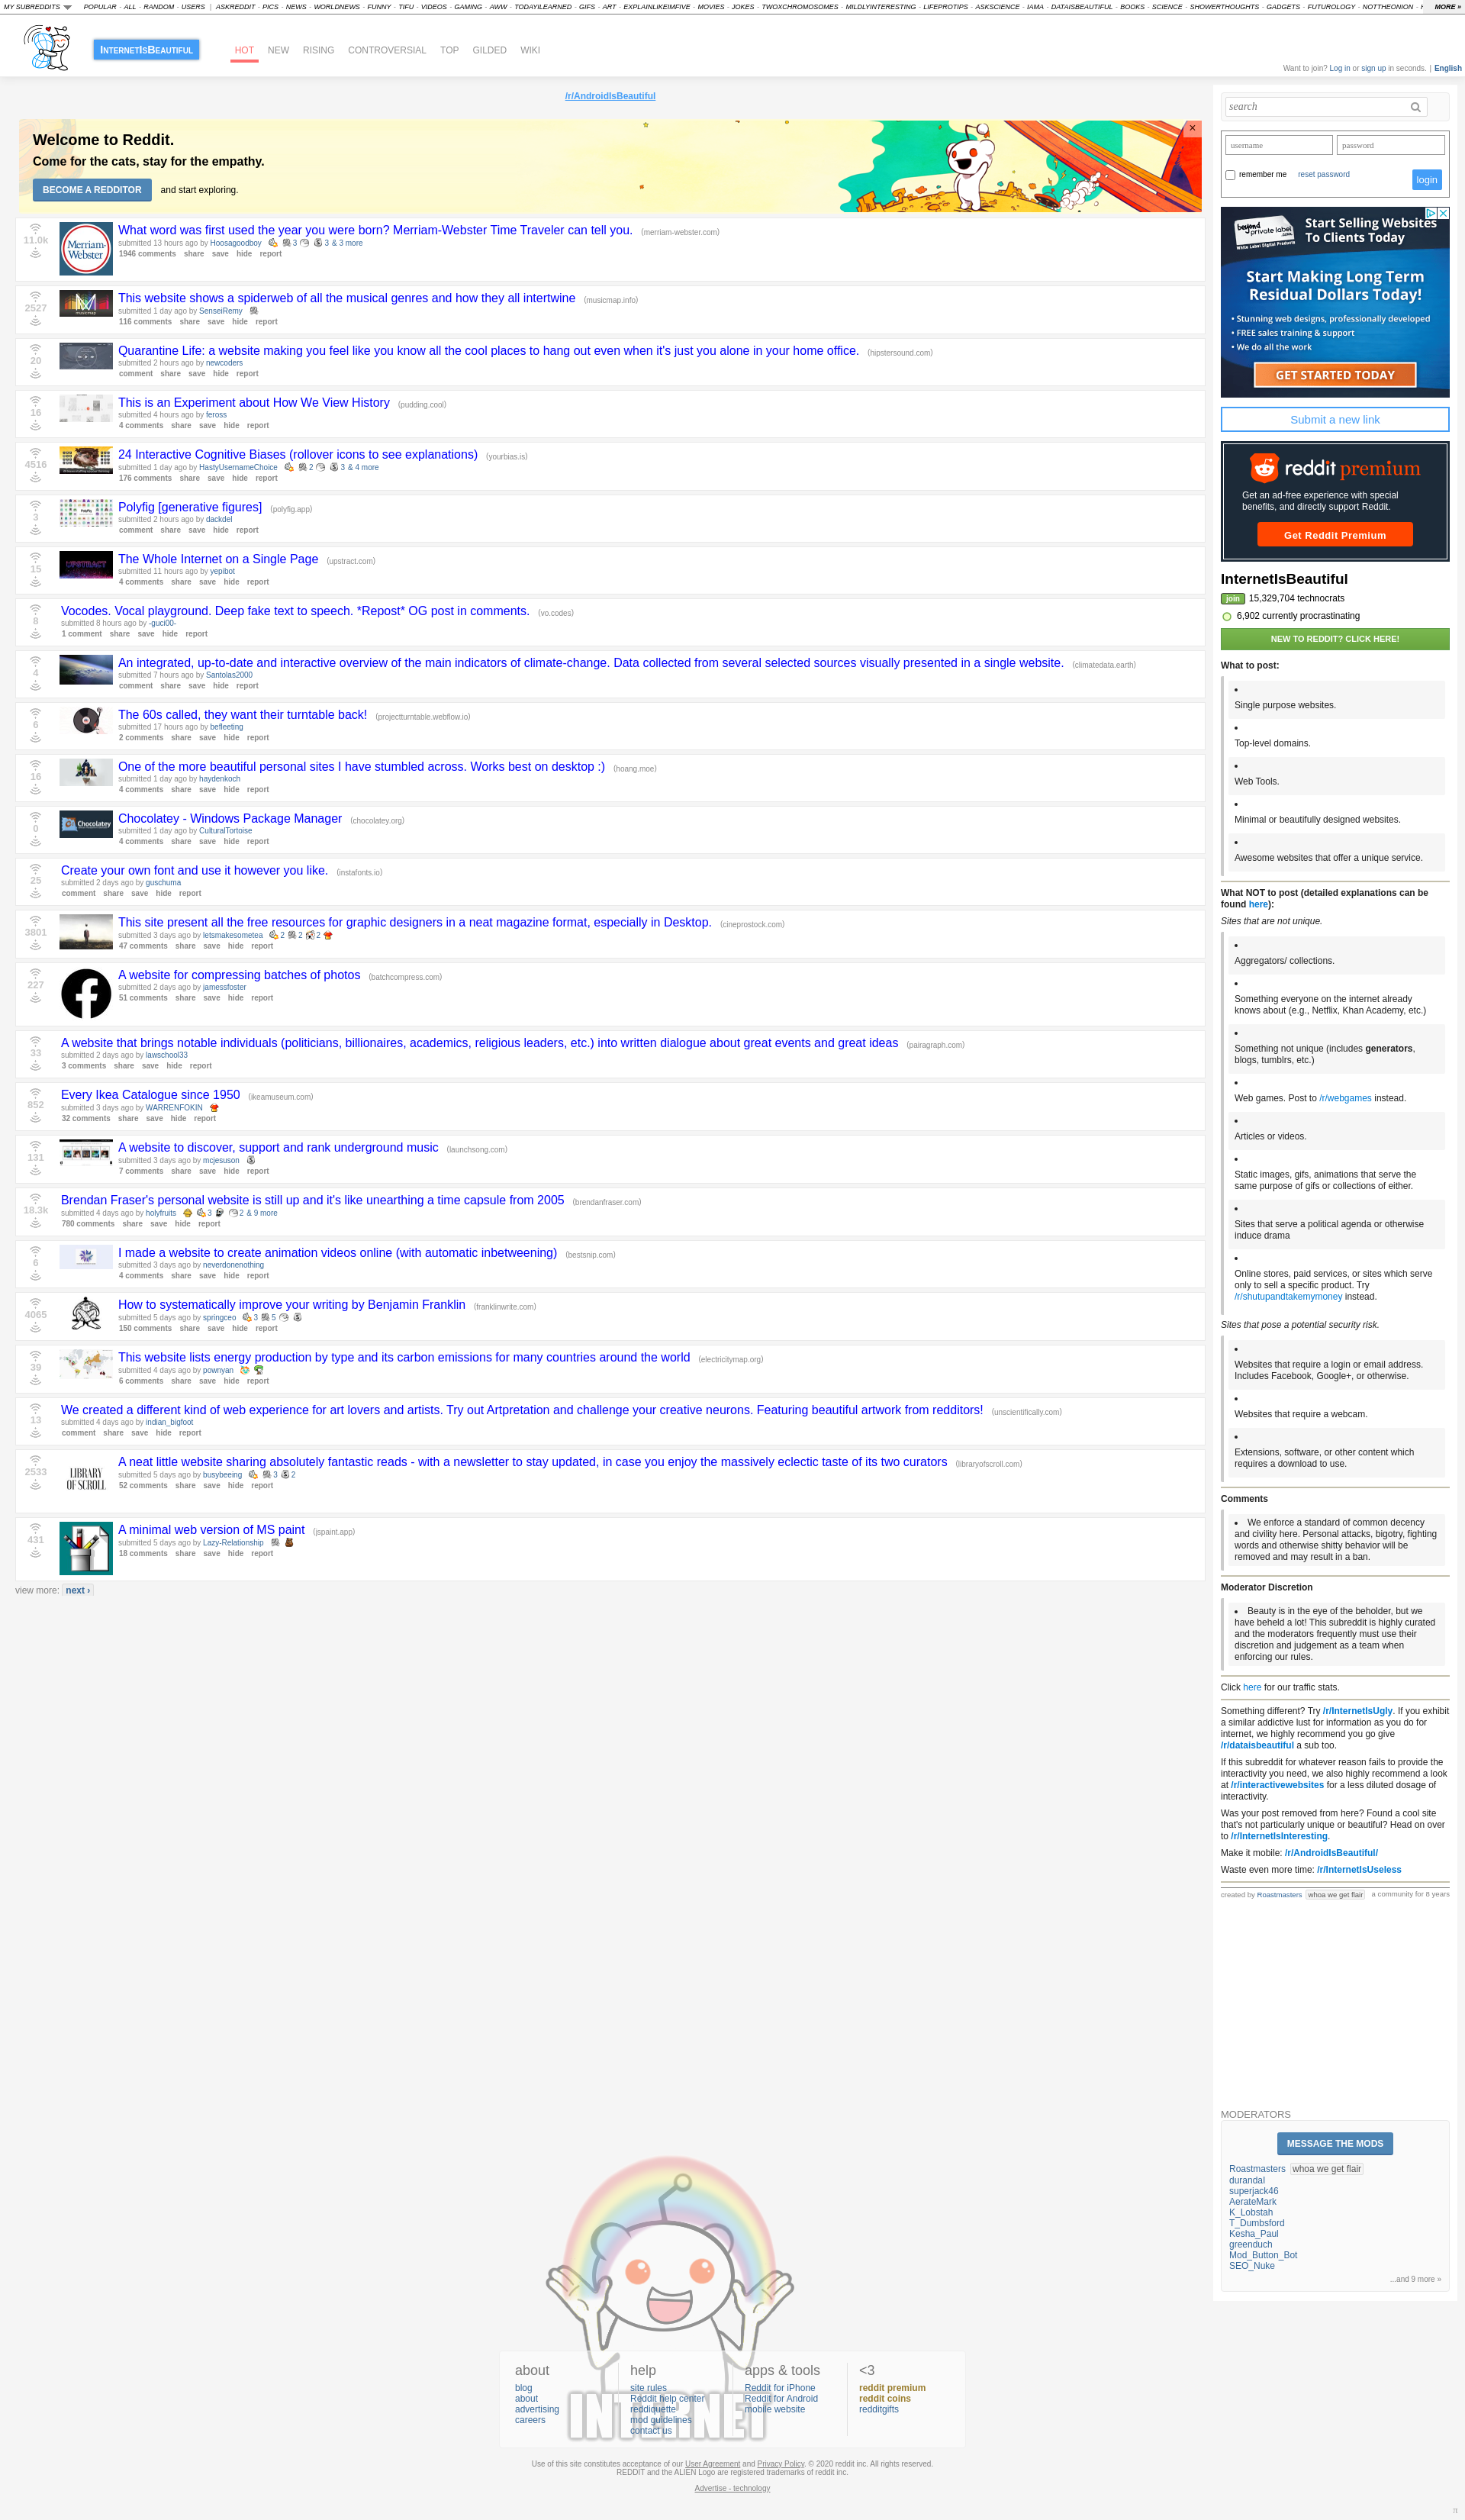 MY SUBREDDITS POPULAR - ALL - RANDOM - USERS | ASKREDDIT - PICS - NEWS - WORLDNEWS - FUNNY - TIFU - VIDEOS - GAMING - AWW - TODAYILEARNED - GIFS - ART - EXPLAINLIKEIMFIVE - MOVIES - JOKES - TWOXCHROMOSOMES - MILDLYINTERESTING - LIFEPROTIPS - ASKSCIENCE - IAMA - DATAISBEAUTIFUL - BOOKS - SCIENCE - SHOWERTHOUGHTS - GADGETS - FUTUROLOGY - NOTTHEONION - MORE »
InternetIsBeautiful HOT NEW RISING CONTROVERSIAL TOP GILDED WIKI
Want to join? Log in or sign up in seconds. | English
/r/AndroidIsBeautiful
Welcome to Reddit.
Come for the cats, stay for the empathy.
BECOME A REDDITOR and start exploring.
11.0k
What word was first used the year you were born? Merriam-Webster Time Traveler can tell you. (merriam-webster.com)
submitted 13 hours ago by Hoosagoodboy 3 3 & 3 more
1946 comments share save hide report
Merriam-Webster
2527
This website shows a spiderweb of all the musical genres and how they all intertwine (musicmap.info)
submitted 1 day ago by SenseiRemy
116 comments share save hide report
20
Quarantine Life: a website making you feel like you know all the cool places to hang out even when it's just you alone in your home office. (hipstersound.com)
submitted 2 hours ago by newcoders
comment share save hide report
16
This is an Experiment about How We View History (pudding.cool)
submitted 4 hours ago by feross
4 comments share save hide report
4516
24 Interactive Cognitive Biases (rollover icons to see explanations) (yourbias.is)
submitted 1 day ago by HastyUsernameChoice 2 3 & 4 more
176 comments share save hide report
3
Polyfig [generative figures] (polyfig.app)
submitted 2 hours ago by dackdel
comment share save hide report
15
UPSTRACT
The Whole Internet on a Single Page (upstract.com)
submitted 11 hours ago by yepibot
4 comments share save hide report
8
Vocodes. Vocal playground. Deep fake text to speech. *Repost* OG post in comments. (vo.codes)
submitted 8 hours ago by -guci00-
1 comment share save hide report
4
An integrated, up-to-date and interactive overview of the main indicators of climate-change. Data collected from several selected sources visually presented in a single website. (climatedata.earth)
submitted 7 hours ago by Santolas2000
comment share save hide report
6
The 60s called, they want their turntable back! (projectturntable.webflow.io)
submitted 17 hours ago by befleeting
2 comments share save hide report
16
One of the more beautiful personal sites I have stumbled across. Works best on desktop :) (hoang.moe)
submitted 1 day ago by haydenkoch
4 comments share save hide report
0
Chocolatey
Chocolatey - Windows Package Manager (chocolatey.org)
submitted 1 day ago by CulturalTortoise
4 comments share save hide report
25
Create your own font and use it however you like. (instafonts.io)
submitted 2 days ago by guschuma
comment share save hide report
3801
This site present all the free resources for graphic designers in a neat magazine format, especially in Desktop. (cineprostock.com)
submitted 3 days ago by letsmakesometea 2 2 2
47 comments share save hide report
227
A website for compressing batches of photos (batchcompress.com)
submitted 2 days ago by jamessfoster
51 comments share save hide report
33
A website that brings notable individuals (politicians, billionaires, academics, religious leaders, etc.) into written dialogue about great events and great ideas (pairagraph.com)
submitted 2 days ago by lawschool33
3 comments share save hide report
852
Every Ikea Catalogue since 1950 (ikeamuseum.com)
submitted 3 days ago by WARRENFOKIN
32 comments share save hide report
131
A website to discover, support and rank underground music (launchsong.com)
submitted 3 days ago by mcjesuson
7 comments share save hide report
18.3k
Brendan Fraser's personal website is still up and it's like unearthing a time capsule from 2005 (brendanfraser.com)
submitted 4 days ago by holyfruits 3 2 & 9 more
780 comments share save hide report
6
I made a website to create animation videos online (with automatic inbetweening) (bestsnip.com)
submitted 3 days ago by neverdonenothing
4 comments share save hide report
4065
How to systematically improve your writing by Benjamin Franklin (franklinwrite.com)
submitted 5 days ago by springceo 3 5
150 comments share save hide report
39
This website lists energy production by type and its carbon emissions for many countries around the world (electricitymap.org)
submitted 4 days ago by pownyan
6 comments share save hide report
13
We created a different kind of web experience for art lovers and artists. Try out Artpretation and challenge your creative neurons. Featuring beautiful artwork from redditors! (unscientifically.com)
submitted 4 days ago by indian_bigfoot
comment share save hide report
2533
LIBRARY OF SCROLL
A neat little website sharing absolutely fantastic reads - with a newsletter to stay updated, in case you enjoy the massively eclectic taste of its two curators (libraryofscroll.com)
submitted 5 days ago by busybeeing 3 2
52 comments share save hide report
431
A minimal web version of MS paint (jspaint.app)
submitted 5 days ago by Lazy-Relationship
18 comments share save hide report
view more: next ›
search
username password
remember me reset password login
beyond private label
White Label Digital Products
Start Selling Websites
To Clients Today
Start Making Long Term
Residual Dollars Today!
• Stunning web designs, professionally developed
• FREE sales training & support
• We do all the work
GET STARTED TODAY
Submit a new link
reddit premium
Get an ad-free experience with special
benefits, and directly support Reddit.
Get Reddit Premium
InternetIsBeautiful
join 15,329,704 technocrats
6,902 currently procrastinating
NEW TO REDDIT? CLICK HERE!
What to post:
Single purpose websites.
Top-level domains.
Web Tools.
Minimal or beautifully designed websites.
Awesome websites that offer a unique service.
What NOT to post (detailed explanations can be
found here):
Sites that are not unique.
Aggregators/ collections.
Something everyone on the internet already
knows about (e.g., Netflix, Khan Academy, etc.)
Something not unique (includes generators,
blogs, tumblrs, etc.)
Web games. Post to /r/webgames instead.
Articles or videos.
Static images, gifs, animations that serve the
same purpose of gifs or collections of either.
Sites that serve a political agenda or otherwise
induce drama
Online stores, paid services, or sites which serve
only to sell a specific product. Try
/r/shutupandtakemymoney instead.
Sites that pose a potential security risk.
Websites that require a login or email address.
Includes Facebook, Google+, or otherwise.
Websites that require a webcam.
Extensions, software, or other content which
requires a download to use.
Comments
We enforce a standard of common decency
and civility here. Personal attacks, bigotry, fighting
words and otherwise shitty behavior will be
removed and may result in a ban.
Moderator Discretion
Beauty is in the eye of the beholder, but we
have beheld a lot! This subreddit is highly curated
and the moderators frequently must use their
discretion and judgement as a team when
enforcing our rules.
Click here for our traffic stats.
Something different? Try /r/InternetIsUgly. If you exhibit
a similar addictive lust for information as you do for
internet, we highly recommend you go give
/r/dataisbeautiful a sub too.
If this subreddit for whatever reason fails to provide the
interactivity you need, we also highly recommend a look
at /r/interactivewebsites for a less diluted dosage of
interactivity.
Was your post removed from here? Found a cool site
that's not particularly unique or beautiful? Head on over
to /r/InternetIsInteresting.
Make it mobile: /r/AndroidIsBeautiful/
Waste even more time: /r/InternetIsUseless
created by Roastmasters whoa we get flair a community for 8 years
MODERATORS
MESSAGE THE MODS
Roastmasters whoa we get flair
durandal
superjack46
AerateMark
K_Lobstah
T_Dumbsford
Kesha_Paul
greenduch
Mod_Button_Bot
SEO_Nuke
...and 9 more »
INTERNET
about
blog
about
advertising
careers
help
site rules
Reddit help center
reddiquette
mod guidelines
contact us
apps & tools
Reddit for iPhone
Reddit for Android
mobile website
<3
reddit premium
reddit coins
redditgifts
Use of this site constitutes acceptance of our User Agreement and Privacy Policy. © 2020 reddit inc. All rights reserved.
REDDIT and the ALIEN Logo are registered trademarks of reddit inc.
Advertise - technology
π